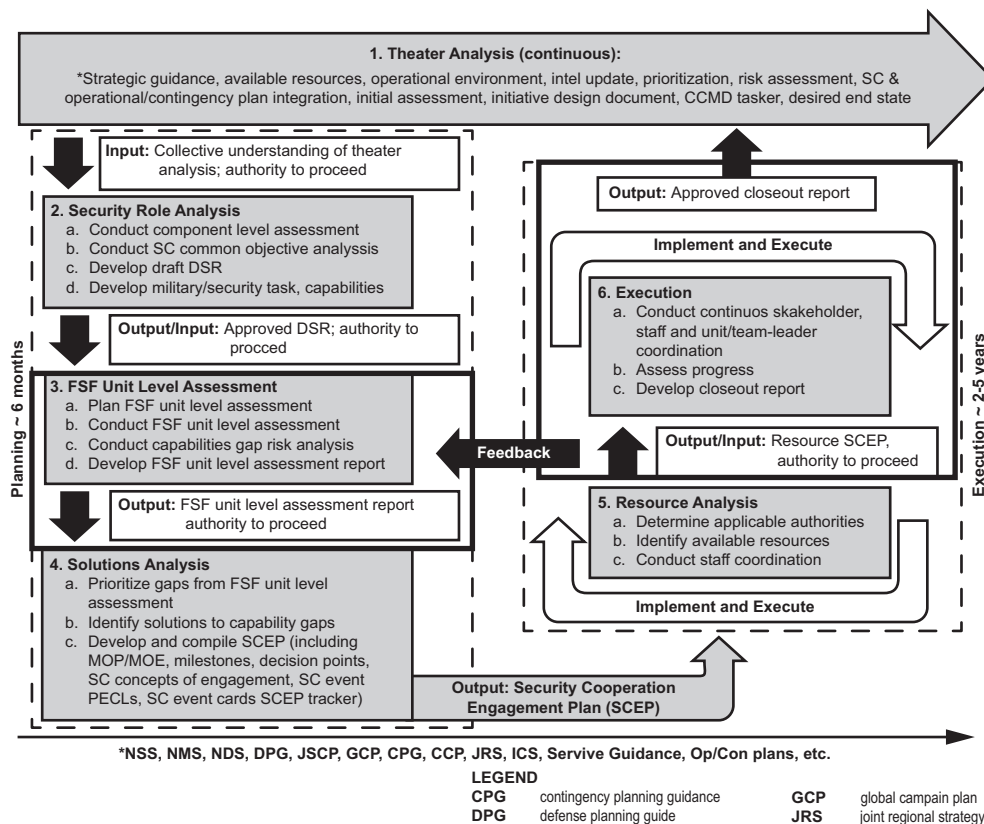 1. Theater Analysis (continuous):
*Strategic guidance, available resources, operational environment, intel update, prioritization, risk assessment, SC &
operational/contingency plan integration, initial assessment, initiative design document, CCMD tasker, desired end state
Planning ~ 6 months
Input: Collective understanding of theater
analysis; authority to proceed
2. Security Role Analysis
a. Conduct component level assessment
b. Conduct SC common objective analyssis
c. Develop draft DSR
d. Develop military/security task, capabilities
Output/Input: Approved DSR; authority to
procced
3. FSF Unit Level Assessment
a. Plan FSF unit level assessment
b. Conduct FSF unit level assessment
c. Conduct capabilities gap risk analysis
d. Develop FSF unit level assessment report
Output: FSF unit level assessment report
authority to proceed
4. Solutions Analysis
a. Prioritize gaps from FSF unit level
assessment
b. Identify solutions to capability gaps
c. Develop and compile SCEP (including
MOP/MOE, milestones, decision points,
SC concepts of engagement, SC event
PECLs, SC event cards SCEP tracker)
Output: Security Cooperation
Engagement Plan (SCEP)
Feedback
Output: Approved closeout report
Implement and Execute
6. Execution
a. Conduct continuos skakeholder,
staff and unit/team-leader
coordination
b. Assess progress
c. Develop closeout report
Output/Input: Resource SCEP,
authority to proceed
5. Resource Analysis
a. Determine applicable authorities
b. Identify available resources
c. Conduct staff coordination
Implement and Execute
Execution ~ 2-5 years
*NSS, NMS, NDS, DPG, JSCP, GCP, CPG, CCP, JRS, ICS, Servive Guidance, Op/Con plans, etc.
LEGEND
CPG contingency planning guidance GCP global campain plan
DPG defense planning guide JRS joint regional strategy